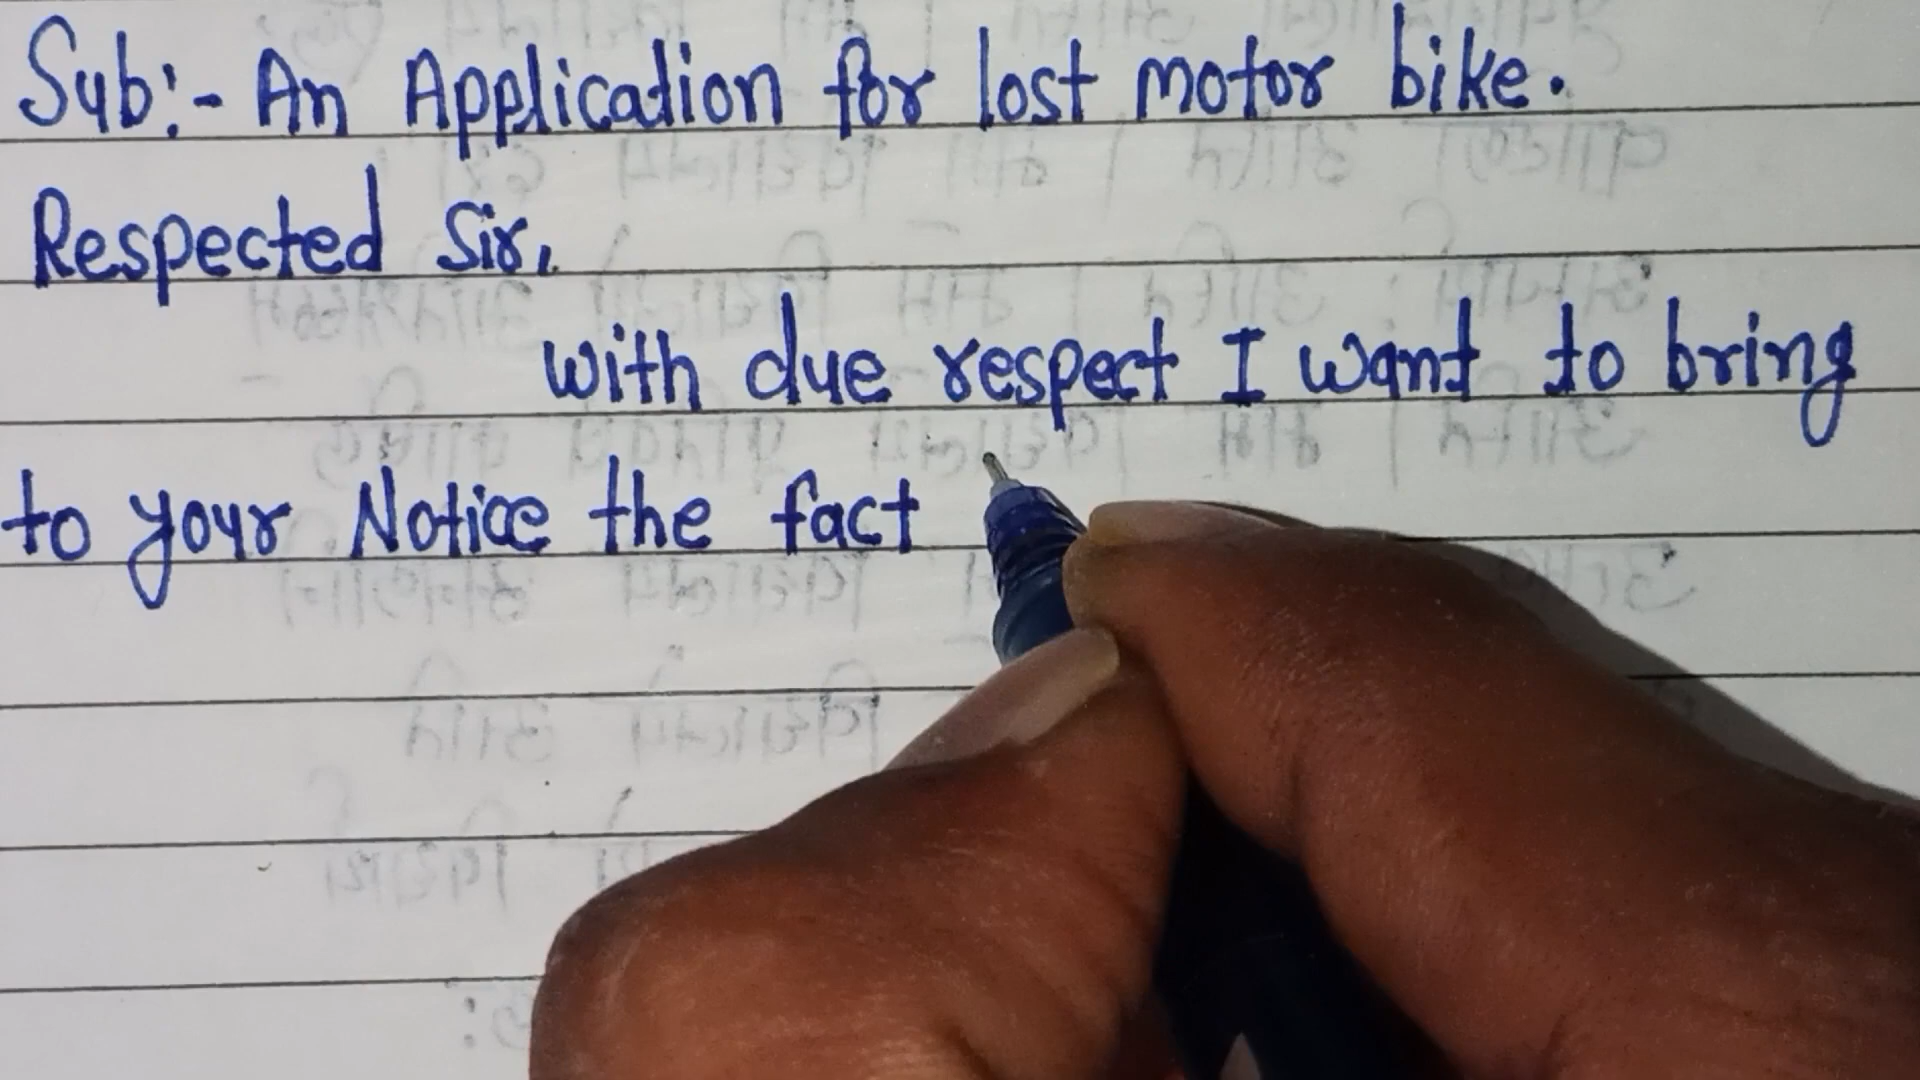 Sub:- An Application for lost motor bike.
Respected Sir,
with due respect I want to bring
to your Notice the fact